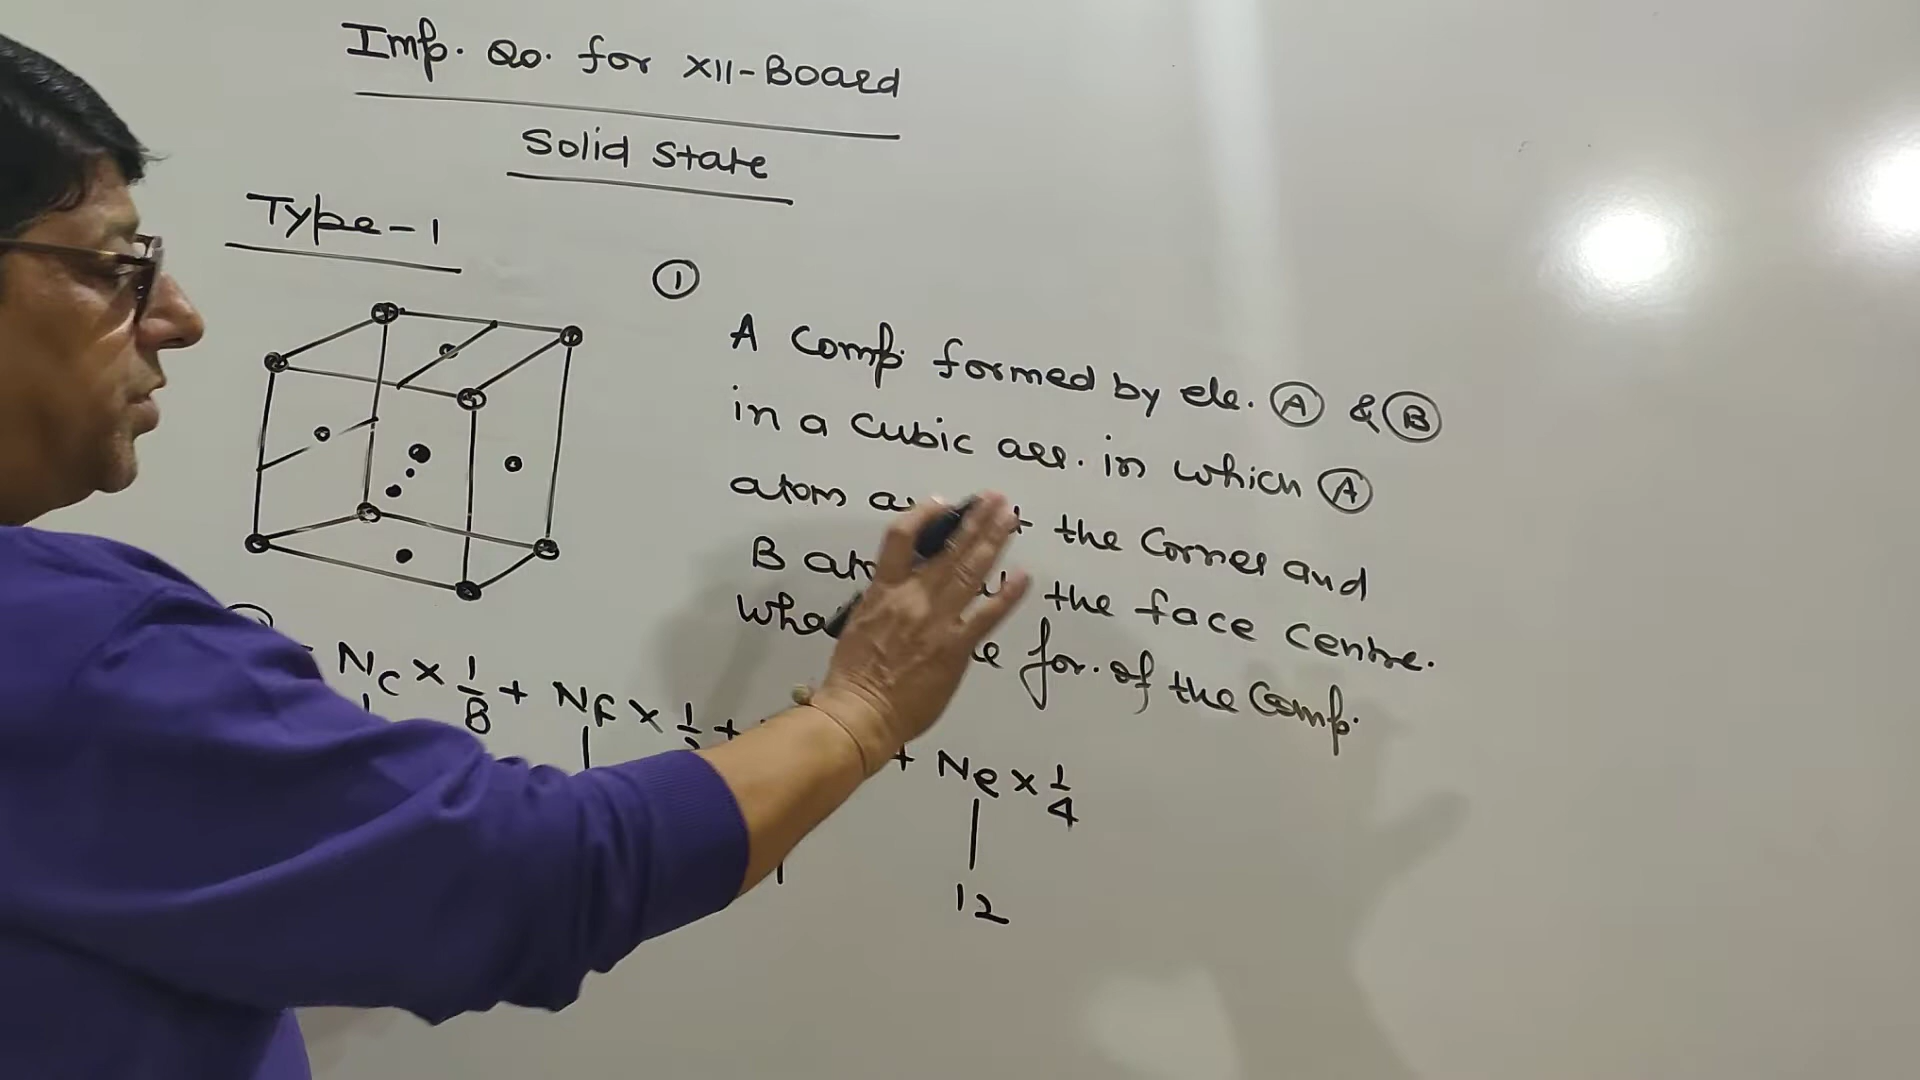 Imp. Qo. for XII-Board
Solid State
Type-1
①
A Comp. formed by ele. Ⓐ & Ⓑ
in a Cubic arr. in which Ⓐ
atom the Corner and
B the face Centre.
for. of the Comp.
Nc × 1/8 + NF × 1/ + + Ne × 1/4
12